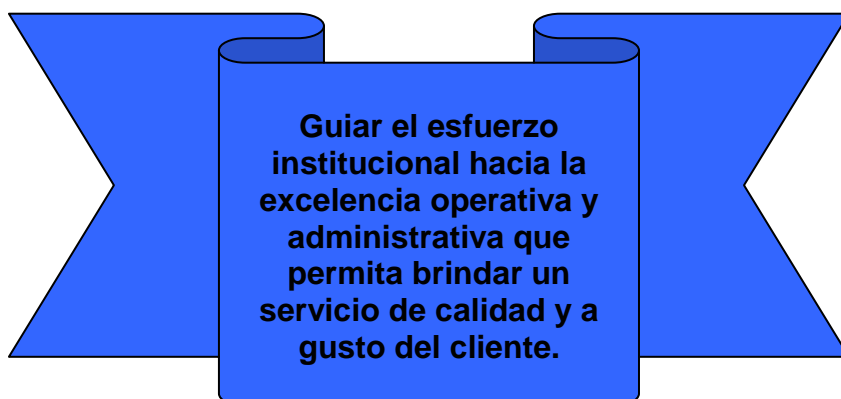 Guiar el esfuerzo
institucional hacia la
excelencia operativa y
administrativa que
permita brindar un
servicio de calidad y a
gusto del cliente.